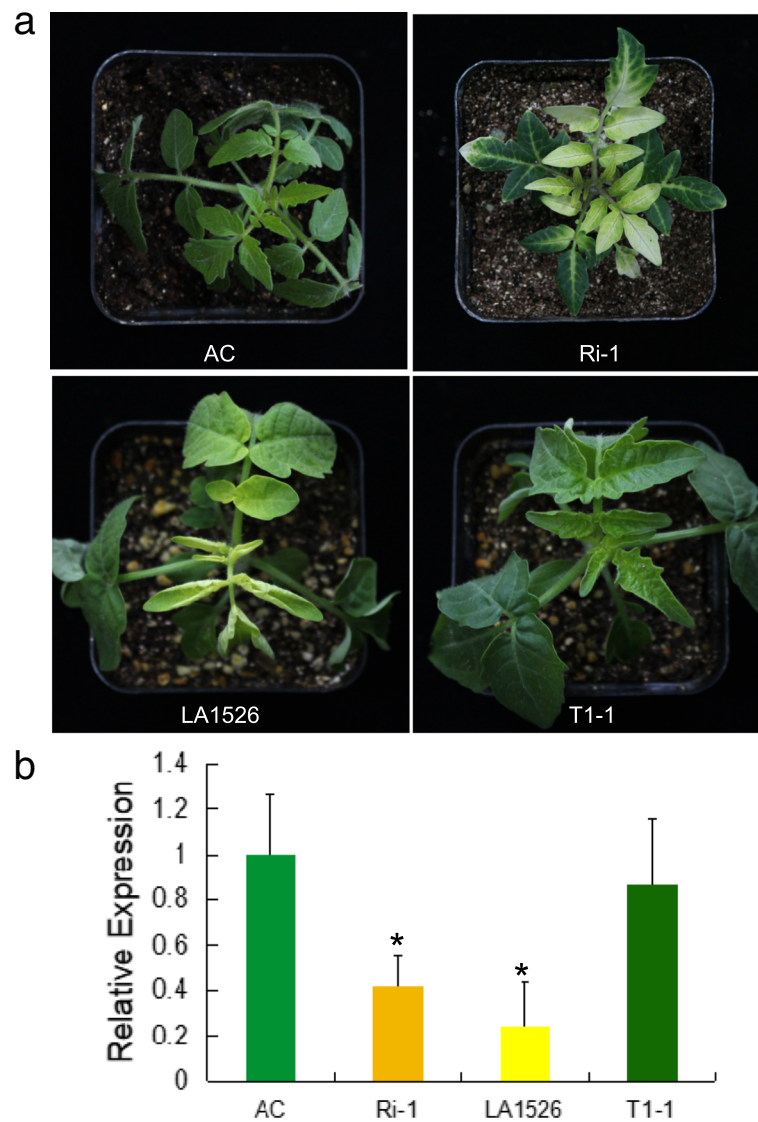 a
AC
Ri-1
LA1526
T1-1
b
Relative Expression
1.4
1.2
1
0.8
0.6
0.4
0.2
0
*
*
AC
Ri-1
LA1526
T1-1